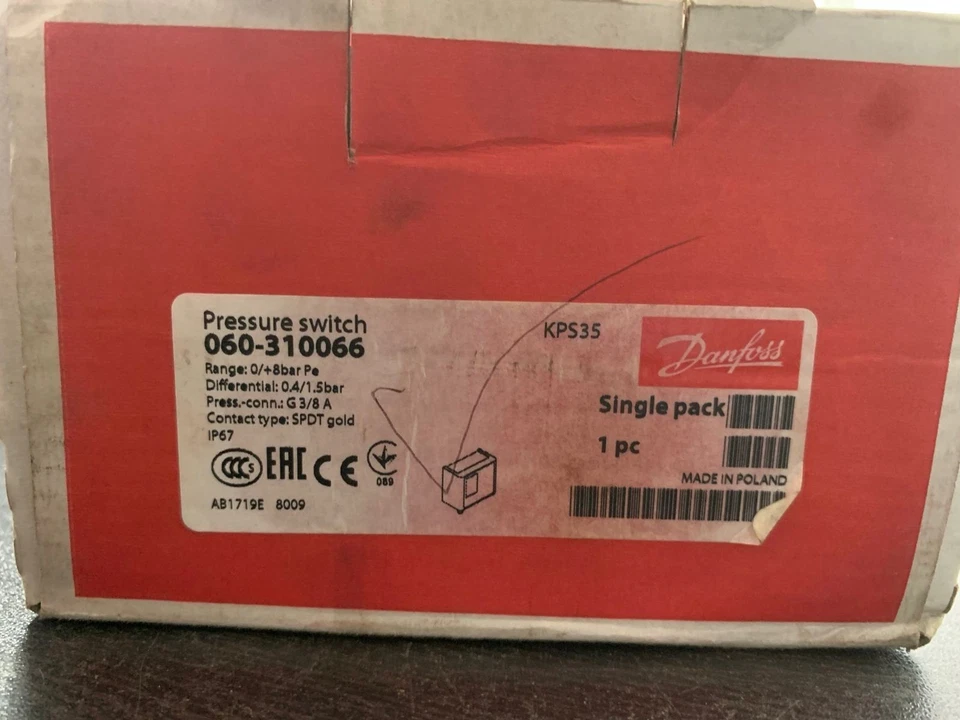 Pressure switch
060-310066
Range: 0/+8bar Pe
Differential: 0.4/1.5bar
Press.-conn.: G 3/8 A
Contact type: SPDT gold
IP67
CCC S EAC CE
089
AB1719E 8009
KPS35
Danfoss
Single pack
1 pc
MADE IN POLAND